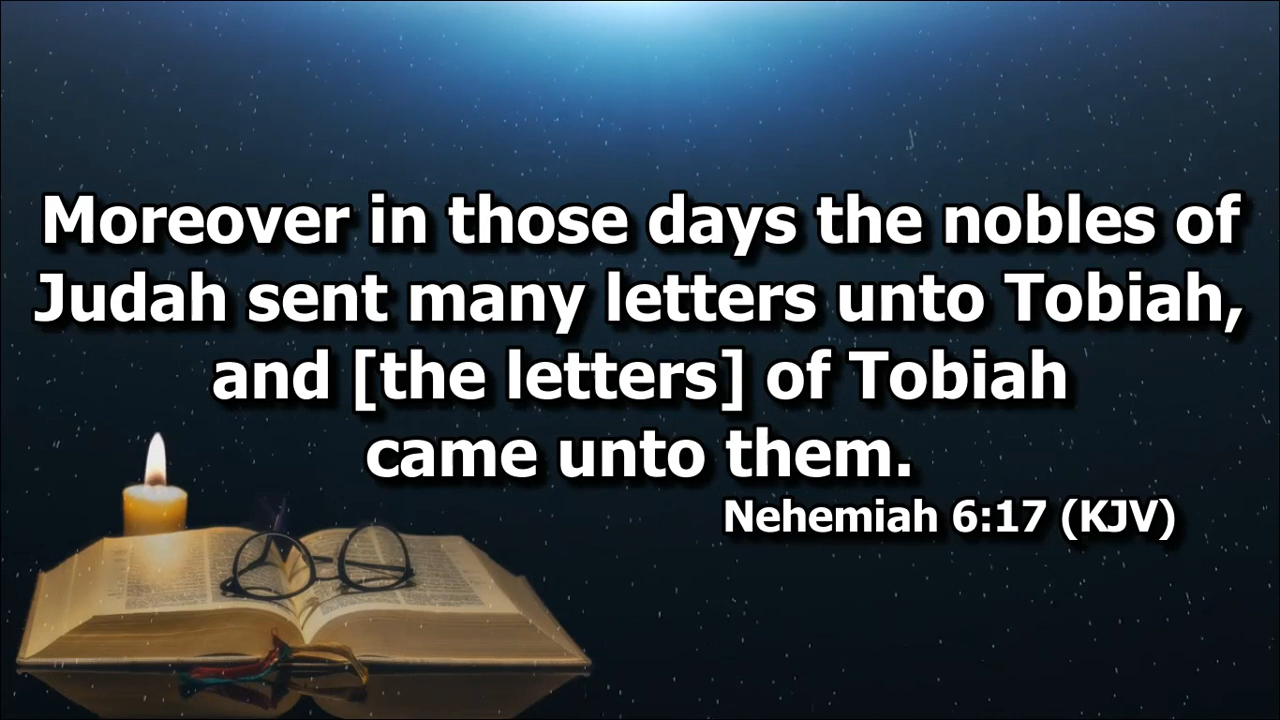 Moreover in those days the nobles of
Judah sent many letters unto Tobiah,
and [the letters] of Tobiah
came unto them.
Nehemiah 6:17 (KJV)